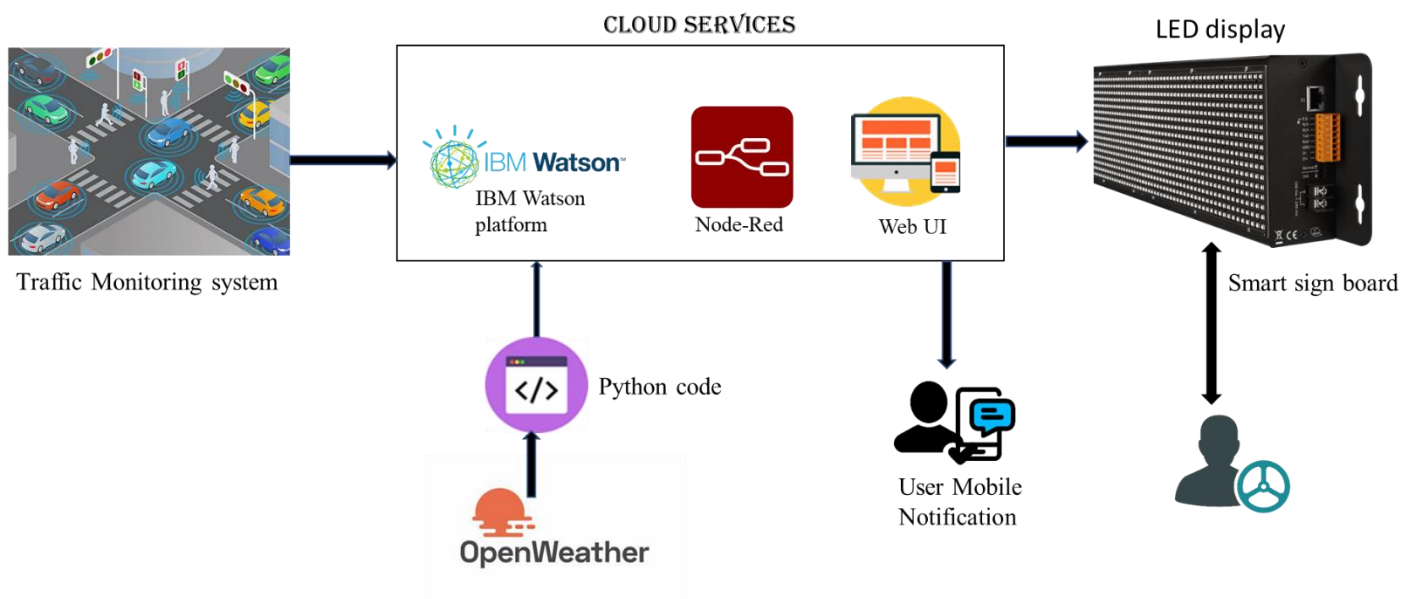 CLOUD SERVICES
LED display
IBM Watson™
IBM Watson
platform
Node-Red
Web UI
Traffic Monitoring system
Smart sign board
</>
Python code
User Mobile
Notification
OpenWeather